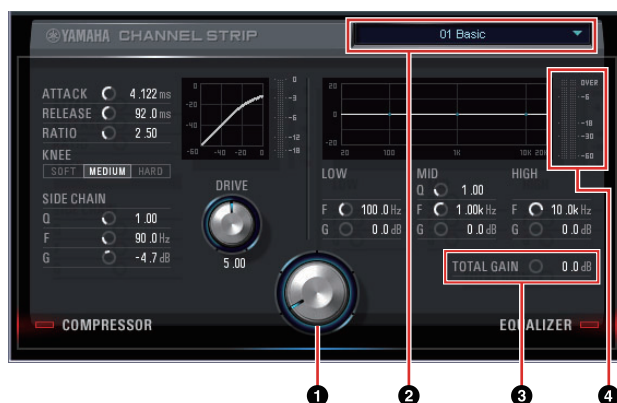 YAMAHA CHANNEL STRIP
01 Basic
ATTACK 4.122 ms
RELEASE 92.0 ms
RATIO 2.50
KNEE
SOFT MEDIUM HARD
SIDE CHAIN
Q 1.00
F 90.0 Hz
G -4.7 dB
0
-20
-40
-60 -40 -20 0
0
-3
-6
-12
-18
DRIVE
5.00
20
0
-20
20 100 1K 10K 20K
OVER
-6
-18
-30
-60
LOW
F 100.0 Hz
G 0.0 dB
MID
Q 1.00
F 1.00k Hz
G 0.0 dB
HIGH
F 10.0k Hz
G 0.0 dB
TOTAL GAIN 0.0 dB
COMPRESSOR
EQUALIZER
1 2 3 4